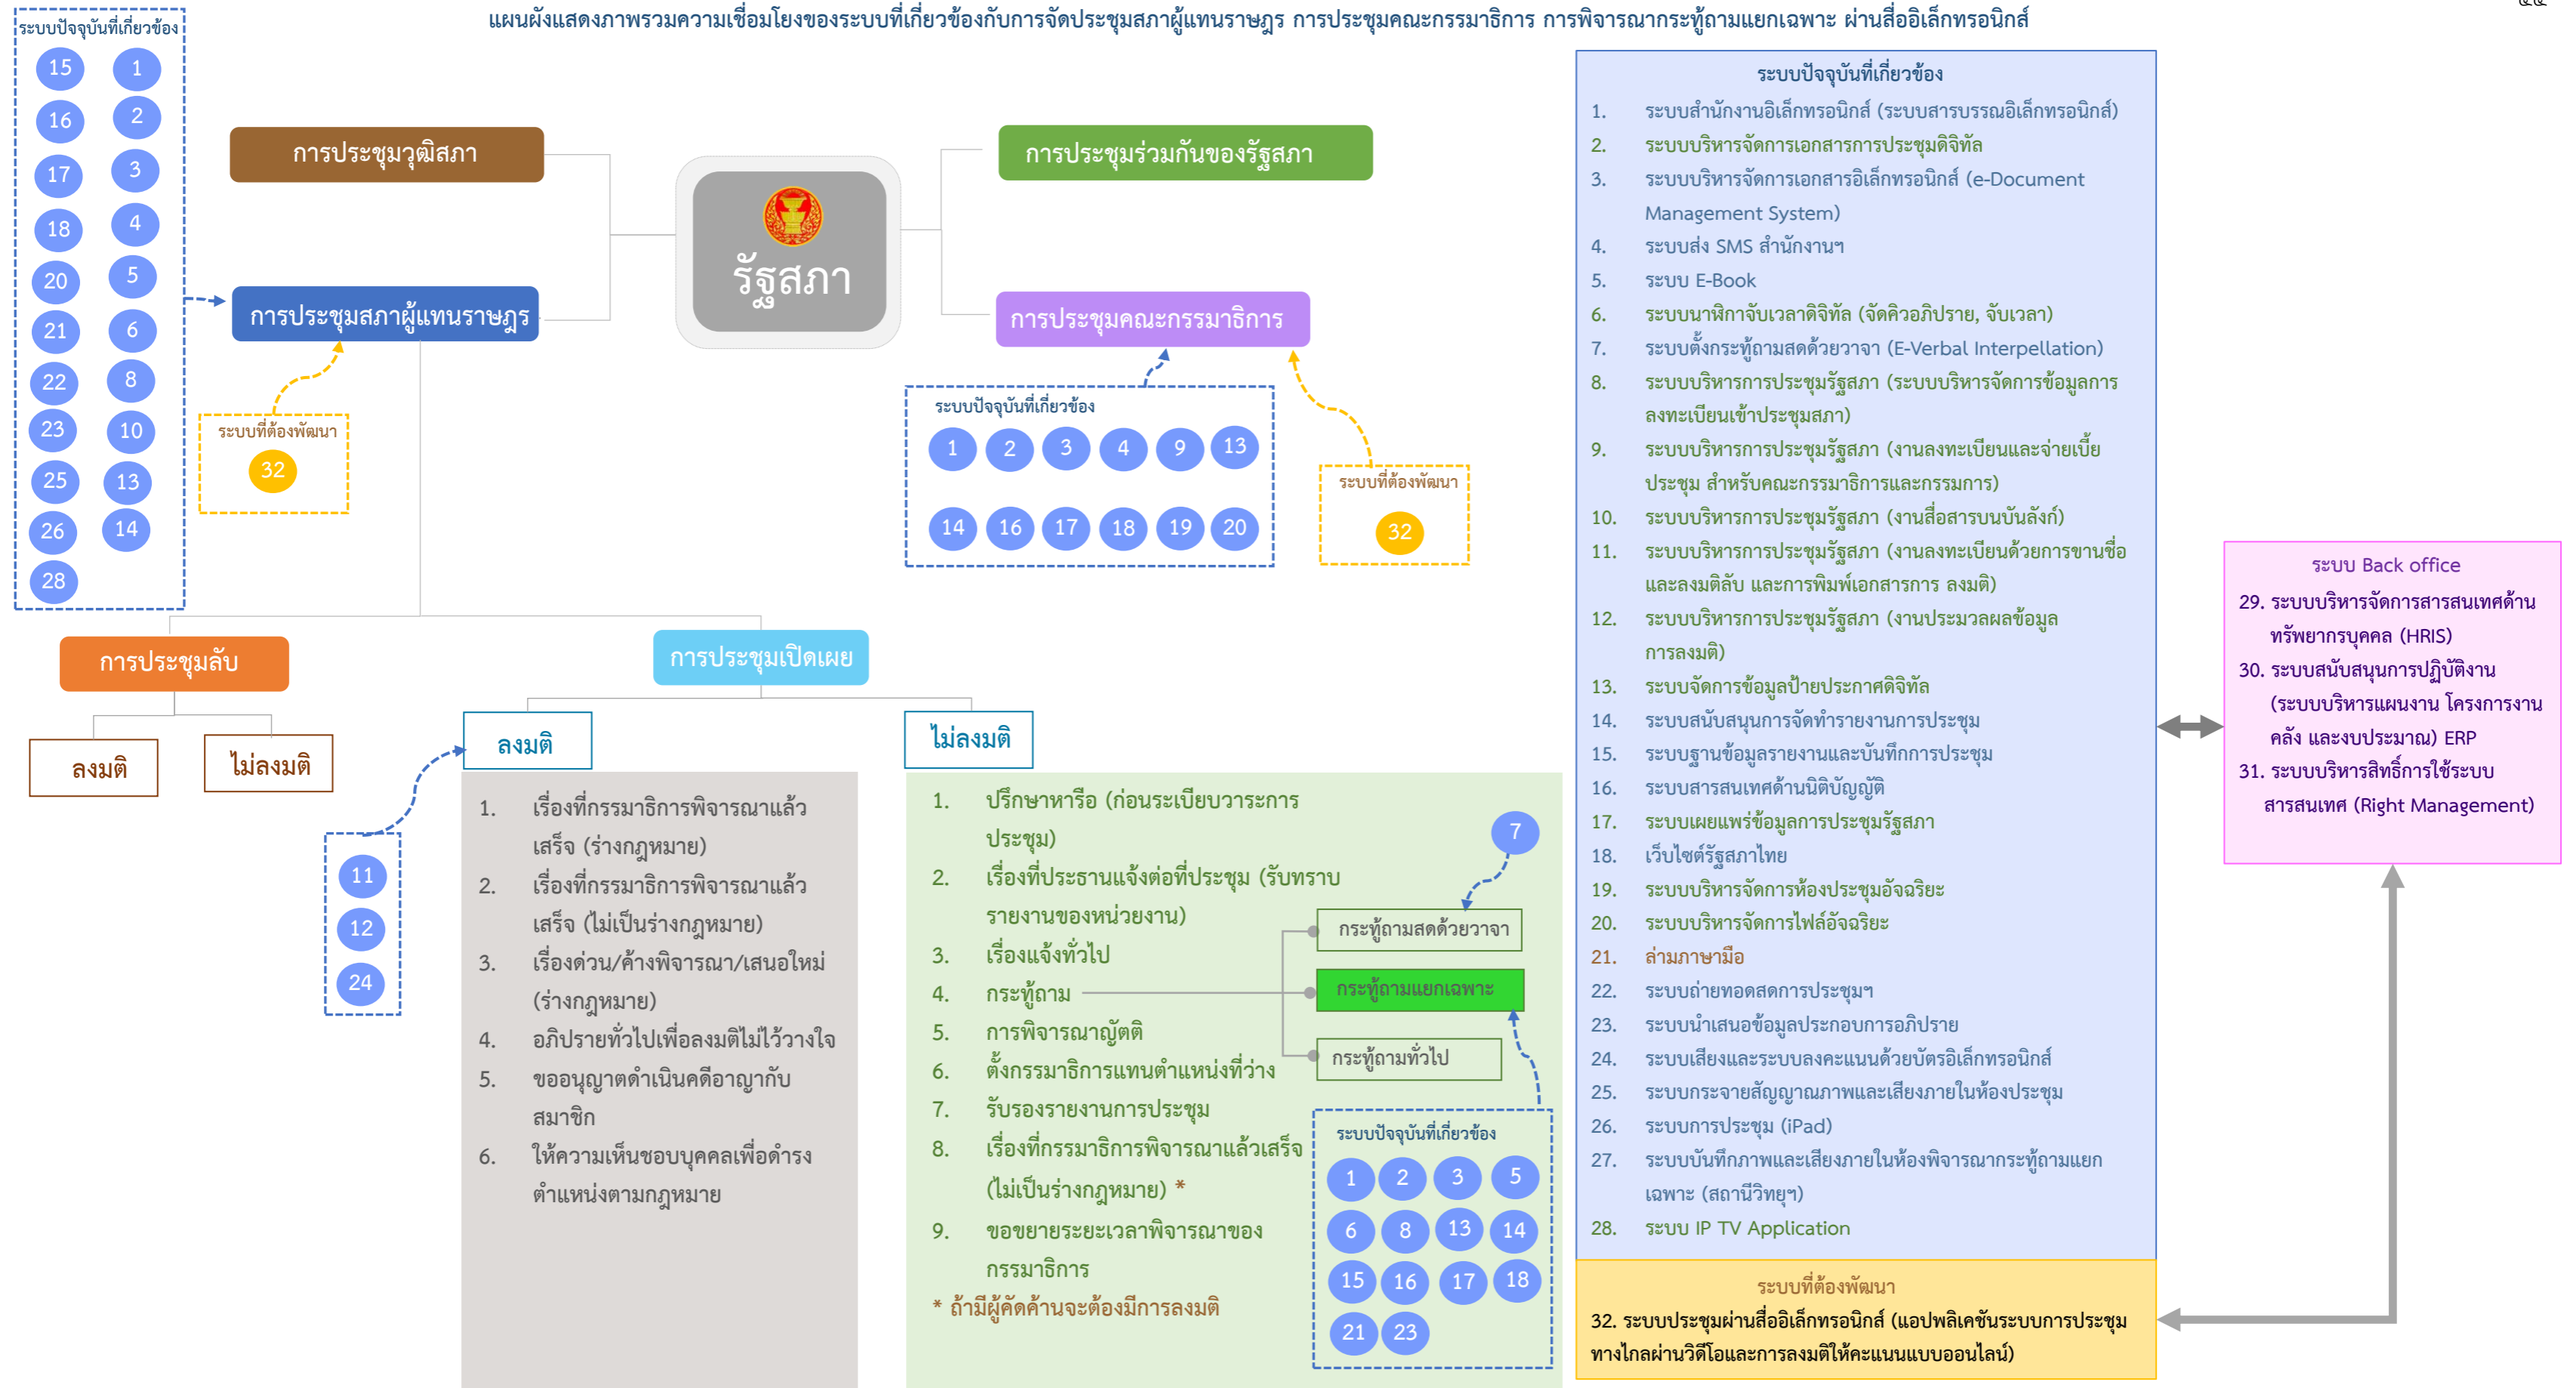 ๕๕
แผนผังแสดงภาพรวมความเชื่อมโยงของระบบที่เกี่ยวข้องกับการจัดประชุมสภาผู้แทนราษฎร การประชุมคณะกรรมาธิการ การพิจารณากระทู้ถามแยกเฉพาะ ผ่านสื่ออิเล็กทรอนิกส์
ระบบปัจจุบันที่เกี่ยวข้อง
15 1
16 2
17 3
18 4
20 5
21 6
22 8
23 10
25 13
26 14
28
การประชุมวุฒิสภา
การประชุมสภาผู้แทนราษฎร
ระบบที่ต้องพัฒนา
32
รัฐสภา
การประชุมร่วมกันของรัฐสภา
การประชุมคณะกรรมาธิการ
ระบบปัจจุบันที่เกี่ยวข้อง
1 2 3 4 9 13
14 16 17 18 19 20
ระบบที่ต้องพัฒนา
32
การประชุมลับ
ลงมติ
ไม่ลงมติ
การประชุมเปิดเผย
ลงมติ
11
12
24
1. เรื่องที่กรรมาธิการพิจารณาแล้ว
เสร็จ (ร่างกฎหมาย)
2. เรื่องที่กรรมาธิการพิจารณาแล้ว
เสร็จ (ไม่เป็นร่างกฎหมาย)
3. เรื่องด่วน/ค้างพิจารณา/เสนอใหม่
(ร่างกฎหมาย)
4. อภิปรายทั่วไปเพื่อลงมติไม่ไว้วางใจ
5. ขออนุญาตดำเนินคดีอาญากับ
สมาชิก
6. ให้ความเห็นชอบบุคคลเพื่อดำรง
ตำแหน่งตามกฎหมาย
ไม่ลงมติ
1. ปรึกษาหารือ (ก่อนระเบียบวาระการ
ประชุม)
2. เรื่องที่ประธานแจ้งต่อที่ประชุม (รับทราบ
รายงานของหน่วยงาน)
3. เรื่องแจ้งทั่วไป
4. กระทู้ถาม
5. การพิจารณาญัตติ
6. ตั้งกรรมาธิการแทนตำแหน่งที่ว่าง
7. รับรองรายงานการประชุม
8. เรื่องที่กรรมาธิการพิจารณาแล้วเสร็จ
(ไม่เป็นร่างกฎหมาย) *
9. ขอขยายระยะเวลาพิจารณาของ
กรรมาธิการ
* ถ้ามีผู้คัดค้านจะต้องมีการลงมติ
7
กระทู้ถามสดด้วยวาจา
กระทู้ถามแยกเฉพาะ
กระทู้ถามทั่วไป
ระบบปัจจุบันที่เกี่ยวข้อง
1 2 3 5
6 8 13 14
15 16 17 18
21 23
ระบบปัจจุบันที่เกี่ยวข้อง
1. ระบบสำนักงานอิเล็กทรอนิกส์ (ระบบสารบรรณอิเล็กทรอนิกส์)
2. ระบบบริหารจัดการเอกสารการประชุมดิจิทัล
3. ระบบบริหารจัดการเอกสารอิเล็กทรอนิกส์ (e-Document
Management System)
4. ระบบส่ง SMS สำนักงานฯ
5. ระบบ E-Book
6. ระบบนาฬิกาจับเวลาดิจิทัล (จัดคิวอภิปราย, จับเวลา)
7. ระบบตั้งกระทู้ถามสดด้วยวาจา (E-Verbal Interpellation)
8. ระบบบริหารการประชุมรัฐสภา (ระบบบริหารจัดการข้อมูลการ
ลงทะเบียนเข้าประชุมสภา)
9. ระบบบริหารการประชุมรัฐสภา (งานลงทะเบียนและจ่ายเบี้ย
ประชุม สำหรับคณะกรรมาธิการและกรรมการ)
10. ระบบบริหารการประชุมรัฐสภา (งานสื่อสารบนบันลังก์)
11. ระบบบริหารการประชุมรัฐสภา (งานลงทะเบียนด้วยการขานชื่อ
และลงมติลับ และการพิมพ์เอกสารการ ลงมติ)
12. ระบบบริหารการประชุมรัฐสภา (งานประมวลผลข้อมูล
การลงมติ)
13. ระบบจัดการข้อมูลป้ายประกาศดิจิทัล
14. ระบบสนับสนุนการจัดทำรายงานการประชุม
15. ระบบฐานข้อมูลรายงานและบันทึกการประชุม
16. ระบบสารสนเทศด้านนิติบัญญัติ
17. ระบบเผยแพร่ข้อมูลการประชุมรัฐสภา
18. เว็บไซต์รัฐสภาไทย
19. ระบบบริหารจัดการห้องประชุมอัจฉริยะ
20. ระบบบริหารจัดการไฟล์อัจฉริยะ
21. ล่ามภาษามือ
22. ระบบถ่ายทอดสดการประชุมฯ
23. ระบบนำเสนอข้อมูลประกอบการอภิปราย
24. ระบบเสียงและระบบลงคะแนนด้วยบัตรอิเล็กทรอนิกส์
25. ระบบกระจายสัญญาณภาพและเสียงภายในห้องประชุม
26. ระบบการประชุม (iPad)
27. ระบบบันทึกภาพและเสียงภายในห้องพิจารณากระทู้ถามแยก
เฉพาะ (สถานีวิทยุฯ)
28. ระบบ IP TV Application
ระบบที่ต้องพัฒนา
32. ระบบประชุมผ่านสื่ออิเล็กทรอนิกส์ (แอปพลิเคชันระบบการประชุม
ทางไกลผ่านวิดีโอและการลงมติให้คะแนนแบบออนไลน์)
ระบบ Back office
29. ระบบบริหารจัดการสารสนเทศด้าน
ทรัพยากรบุคคล (HRIS)
30. ระบบสนับสนุนการปฏิบัติงาน
(ระบบบริหารแผนงาน โครงการงาน
คลัง และงบประมาณ) ERP
31. ระบบบริหารสิทธิ์การใช้ระบบ
สารสนเทศ (Right Management)